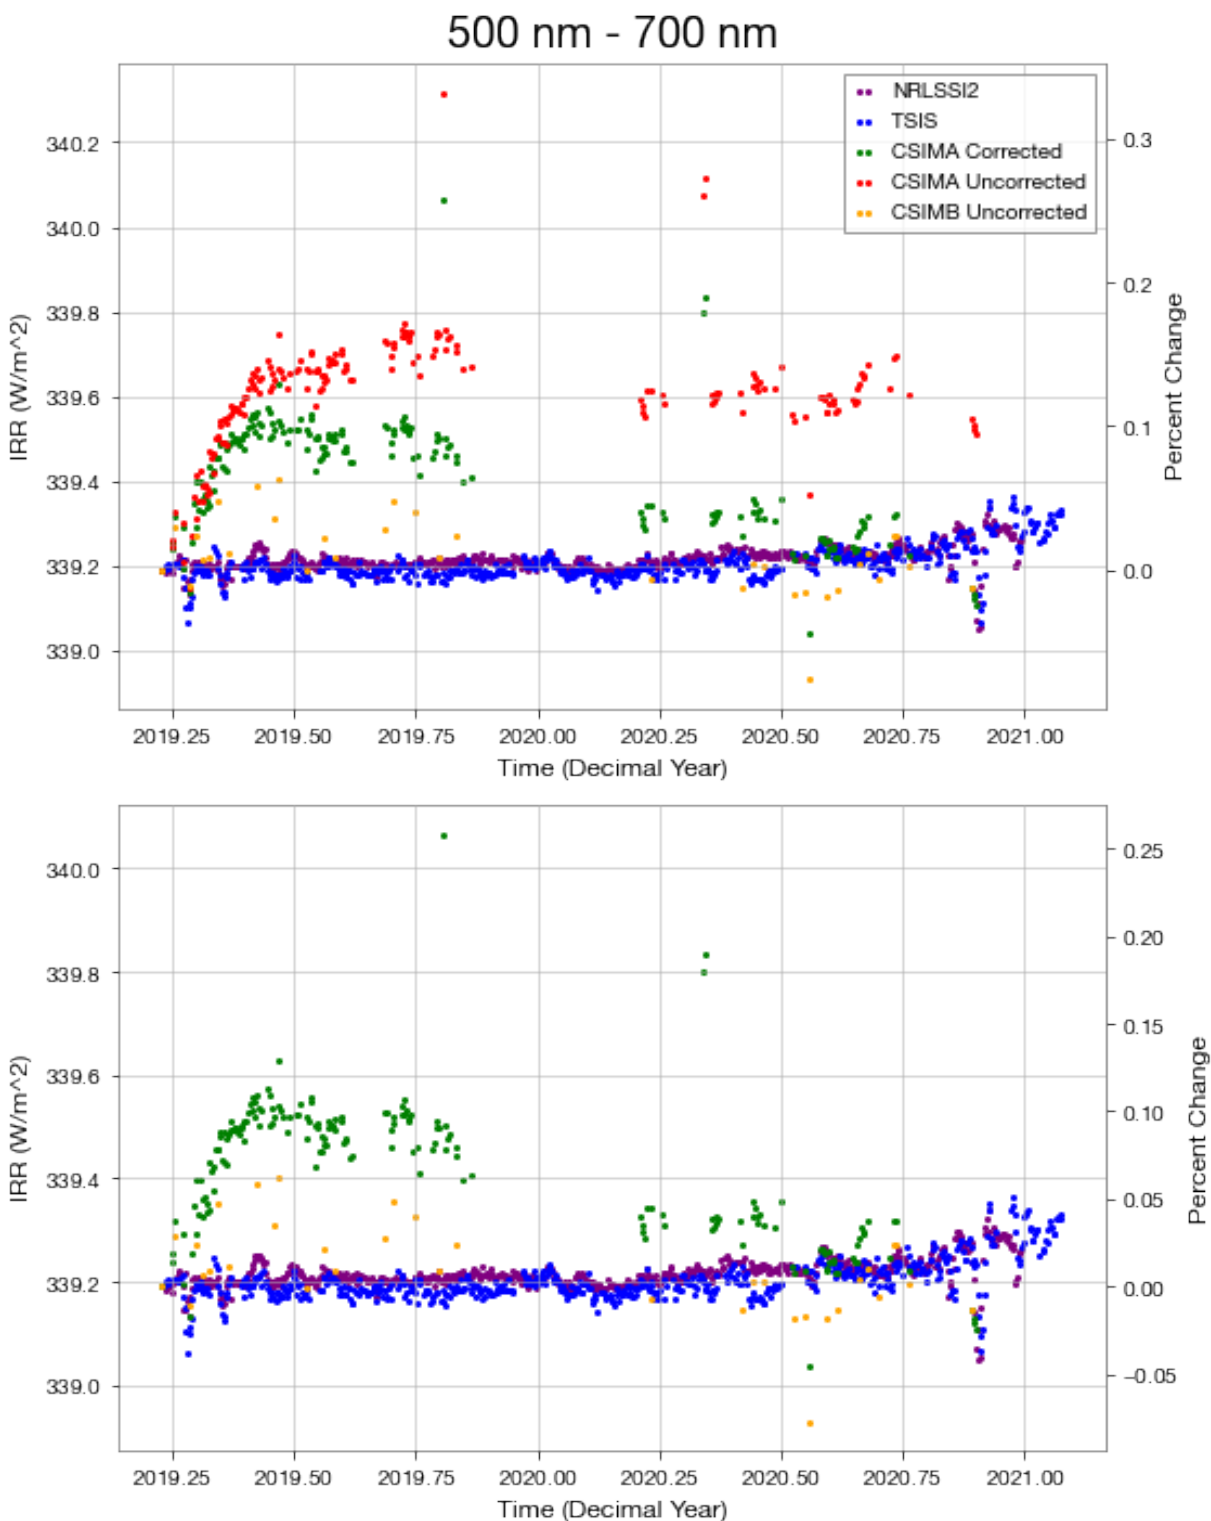 500 nm - 700 nm
NRLSSI2
TSIS
CSIMA Corrected
CSIMA Uncorrected
CSIMB Uncorrected
340.2
340.0
339.8
339.6
339.4
339.2
339.0
IRR (W/m^2)
0.3
0.2
0.1
0.0
Percent Change
2019.25 2019.50 2019.75 2020.00 2020.25 2020.50 2020.75 2021.00
Time (Decimal Year)
340.0
339.8
339.6
339.4
339.2
339.0
IRR (W/m^2)
0.25
0.20
0.15
0.10
0.05
0.00
−0.05
Percent Change
2019.25 2019.50 2019.75 2020.00 2020.25 2020.50 2020.75 2021.00
Time (Decimal Year)